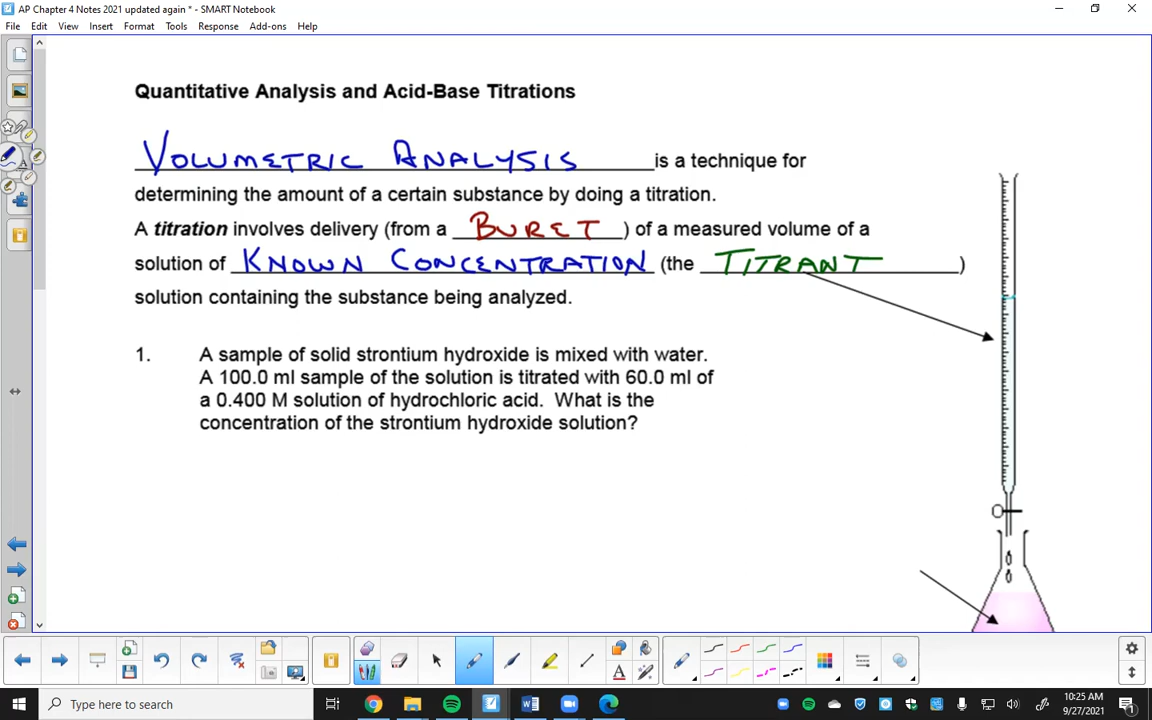 AP Chapter 4 Notes 2021 updated again * - SMART Notebook
File Edit View Insert Format Tools Response Add-ons Help
Quantitative Analysis and Acid-Base Titrations
VOLUMETRIC ANALYSIS is a technique for
determining the amount of a certain substance by doing a titration.
A titration involves delivery (from a BURET ) of a measured volume of a
solution of KNOWN CONCENTRATION (the TITRANT )
solution containing the substance being analyzed.
1. A sample of solid strontium hydroxide is mixed with water.
A 100.0 ml sample of the solution is titrated with 60.0 ml of
a 0.400 M solution of hydrochloric acid. What is the
concentration of the strontium hydroxide solution?
Type here to search
10:25 AM
9/27/2021